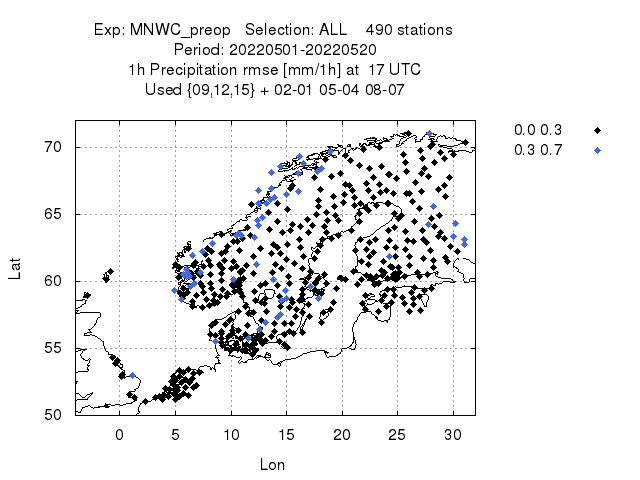 Exp: MNWC_preop   Selection: ALL    490 stations
Period: 20220501-20220520
1h Precipitation rmse [mm/1h] at  17 UTC
Used {09,12,15} + 02-01 05-04 08-07
0.0 0.3
0.3 0.7
70
65
60
55
50
Lat
0 5 10 15 20 25 30
Lon